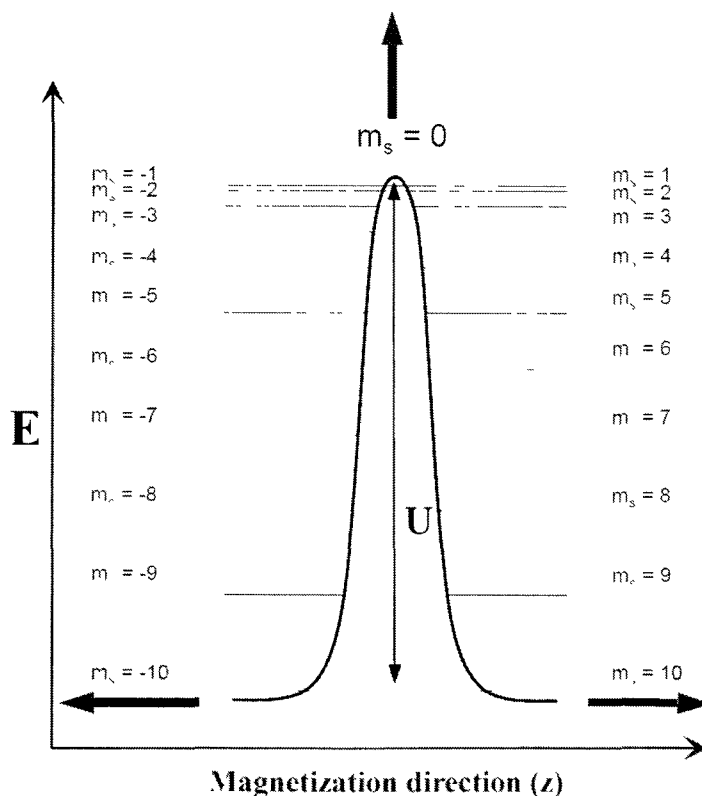 m_s = 0
m_s = -1
m_s = -2
m_s = -3
m_s = -4
m = -5
m_s = -6
m = -7
m_s = -8
m = -9
m_s = -10
m_s = 1
m_s = 2
m = 3
m_s = 4
m_s = 5
m = 6
m = 7
m_s = 8
m_s = 9
m_s = 10
E
U
Magnetization direction (z)